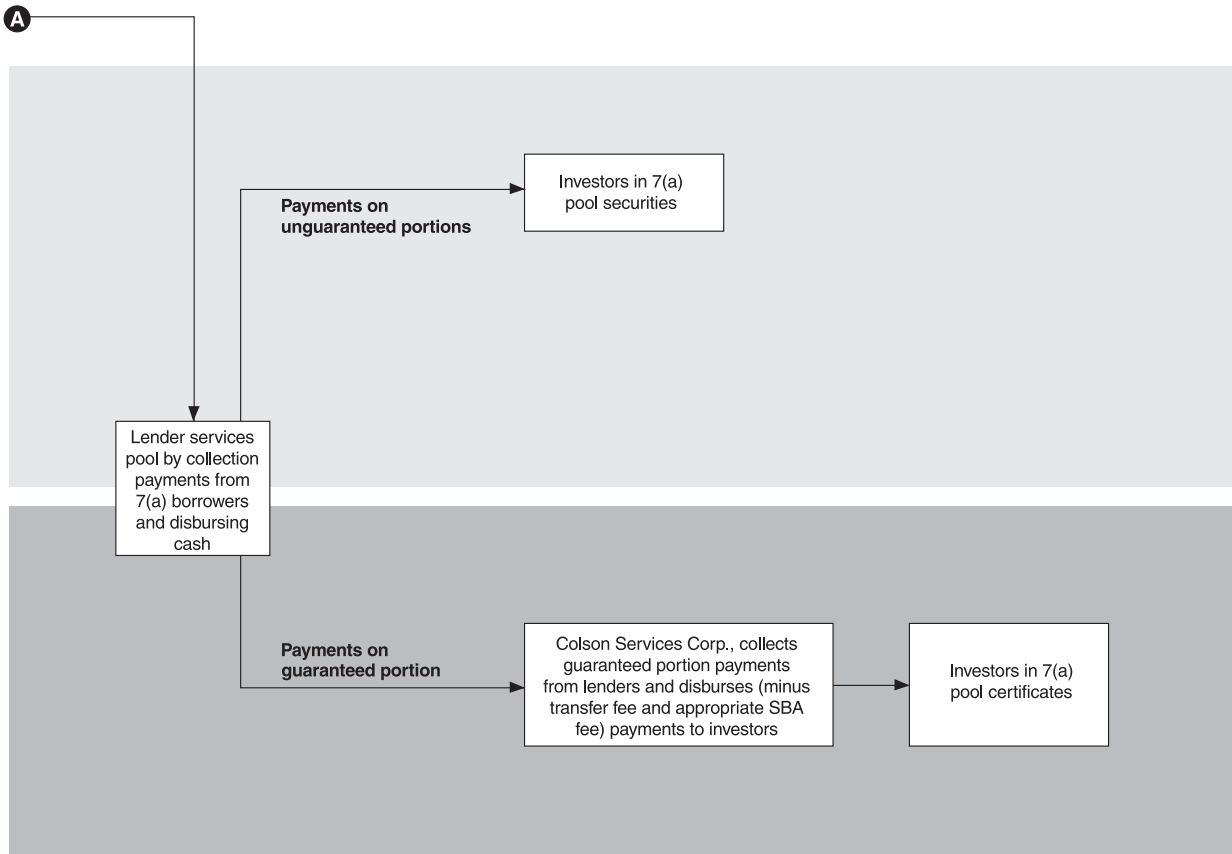 A
Investors in 7(a)
pool securities
Payments on
unguaranteed portions
Lender services
pool by collection
payments from
7(a) borrowers
and disbursing
cash
Payments on
guaranteed portion
Colson Services Corp., collects
guaranteed portion payments
from lenders and disburses (minus
transfer fee and appropriate SBA
fee) payments to investors
Investors in 7(a)
pool certificates